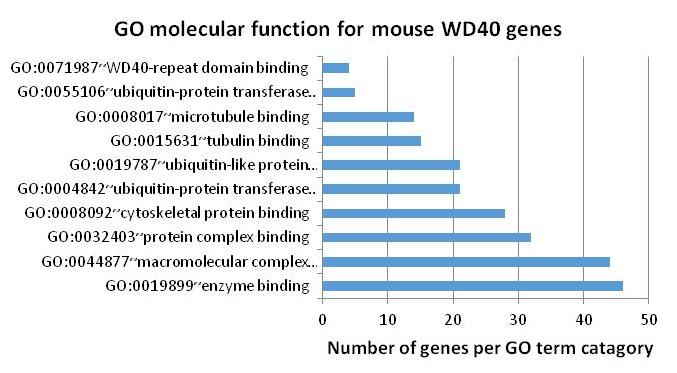 GO molecular function for mouse WD40 genes
GO:0071987~WD40-repeat domain binding
GO:0055106~ubiquitin-protein transferase..
GO:0008017~microtubule binding
GO:0015631~tubulin binding
GO:0019787~ubiquitin-like protein...
GO:0004842~ubiquitin-protein transferase..
GO:0008092~cytoskeletal protein binding
GO:0032403~protein complex binding
GO:0044877~macromolecular complex...
GO:0019899~enzyme binding
0 10 20 30 40 50
Number of genes per GO term catagory